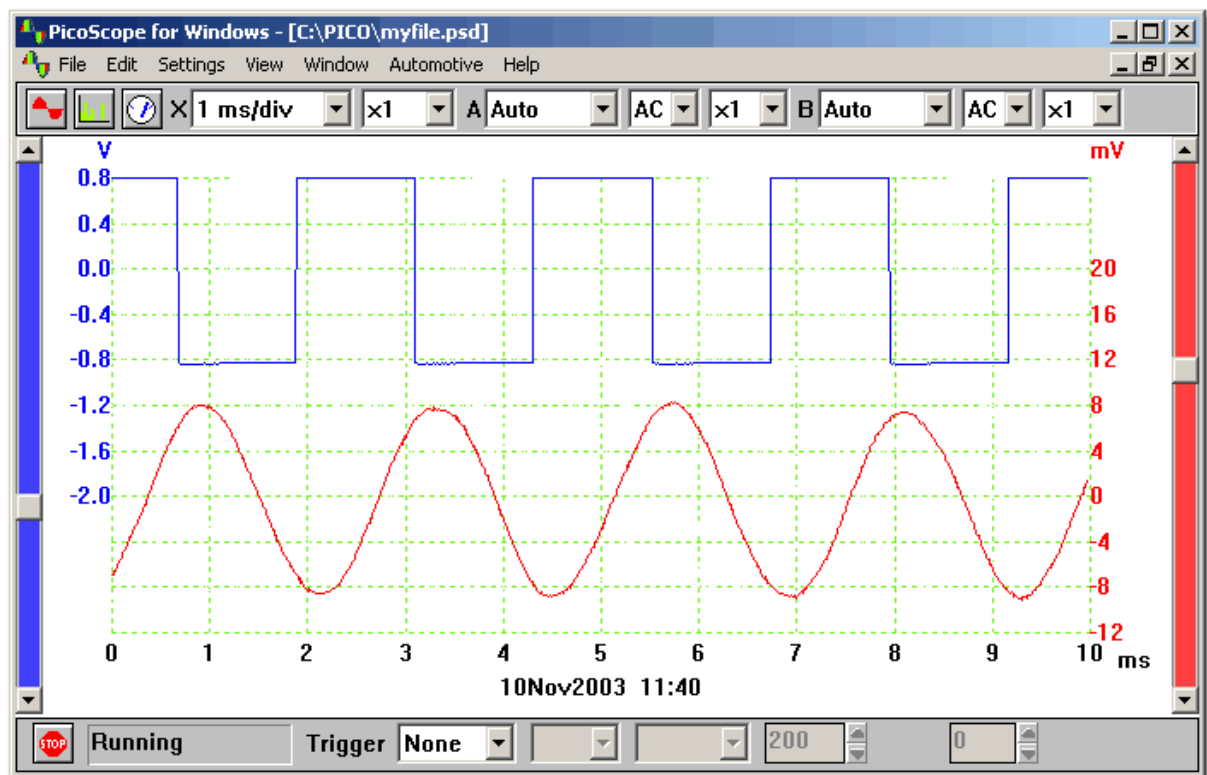 PicoScope for Windows - [C:\PICO\myfile.psd]
File Edit Settings View Window Automotive Help
X 1 ms/div x1 A Auto AC x1 B Auto AC x1
V mV
0.8
0.4
0.0 20
-0.4 16
-0.8 12
-1.2 8
-1.6 4
-2.0 0
-4
-8
-12
0 1 2 3 4 5 6 7 8 9 10 ms
10Nov2003 11:40
STOP Running Trigger None 200 0